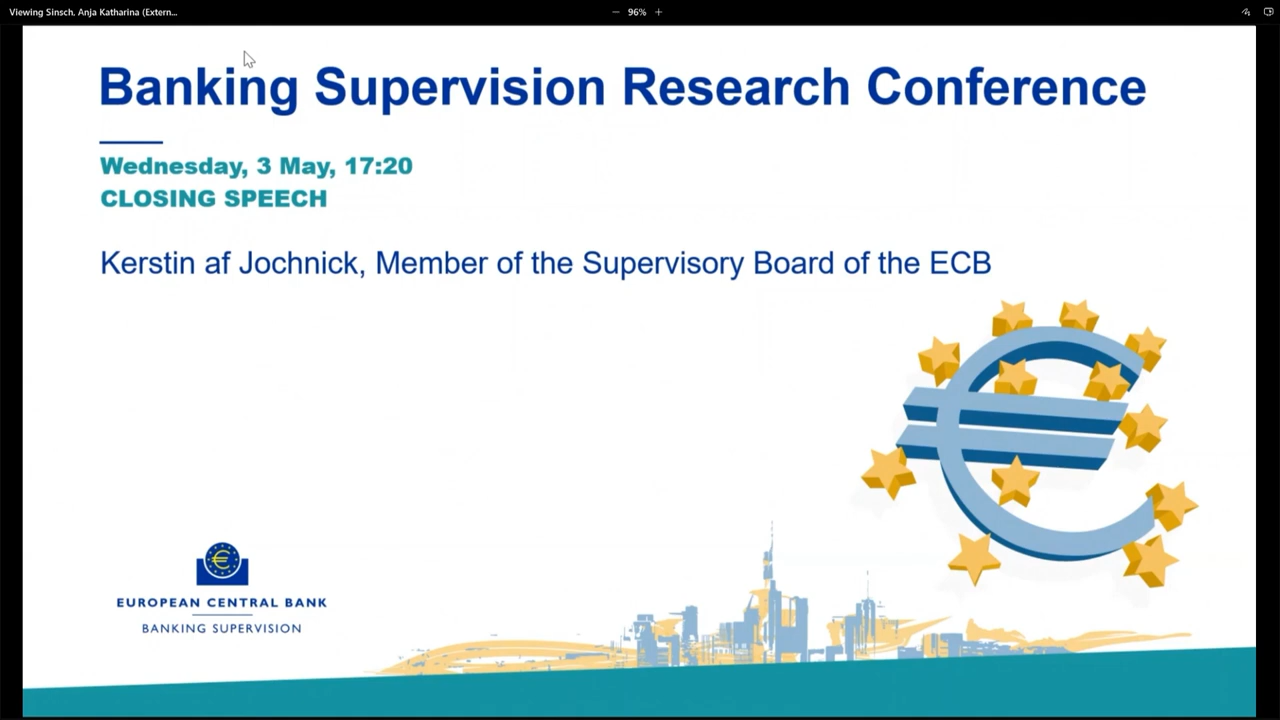 Viewing Sinsch, Anja Katharina (Extern...
96%
Banking Supervision Research Conference
Wednesday, 3 May, 17:20
CLOSING SPEECH
Kerstin af Jochnick, Member of the Supervisory Board of the ECB
EUROPEAN CENTRAL BANK
BANKING SUPERVISION